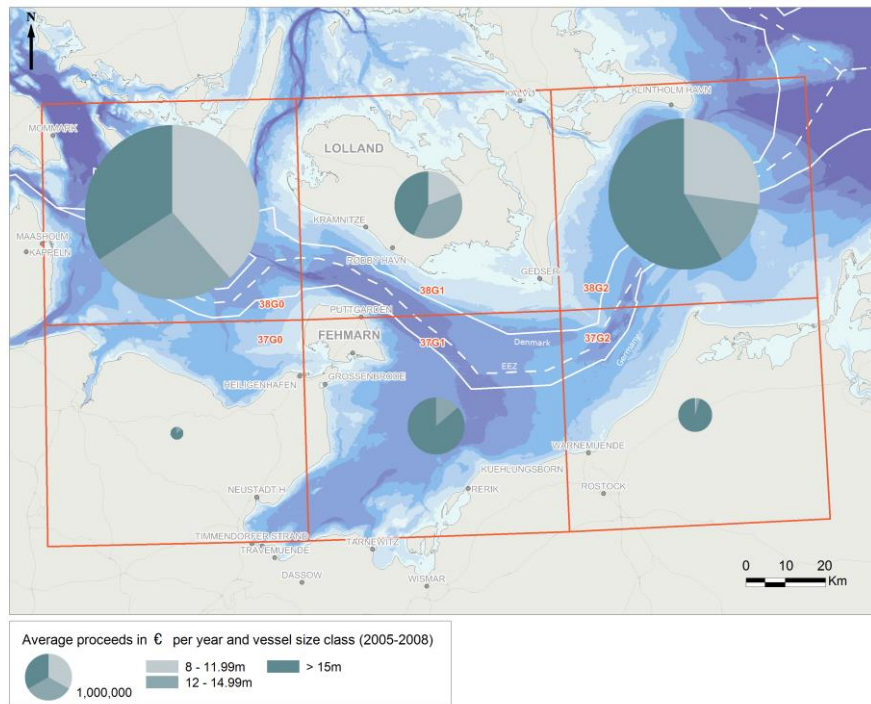 N
KLINTHOLM HAVN
MOMMARK
LOLLAND
KRAMNITZE
MAASHOLM
KAPPELN
RODBY HAVN
GEDSER
38G0
38G1
38G2
PUTTGARDEN
37G0
FEHMARN
37G1
Denmark
37G2
EEZ
Germany
HEILIGENHAFEN
GROSSENBRODE
WARNEMUENDE
KUEHLUNGSBORN
NEUSTADT H.
RERIK
ROSTOCK
TIMMENDORFER STRAND
TRAVEMUENDE
TARNEWITZ
DASSOW
WISMAR
0 10 20
Km
Average proceeds in € per year and vessel size class (2005-2008)
8 - 11.99m
> 15m
12 - 14.99m
1,000,000